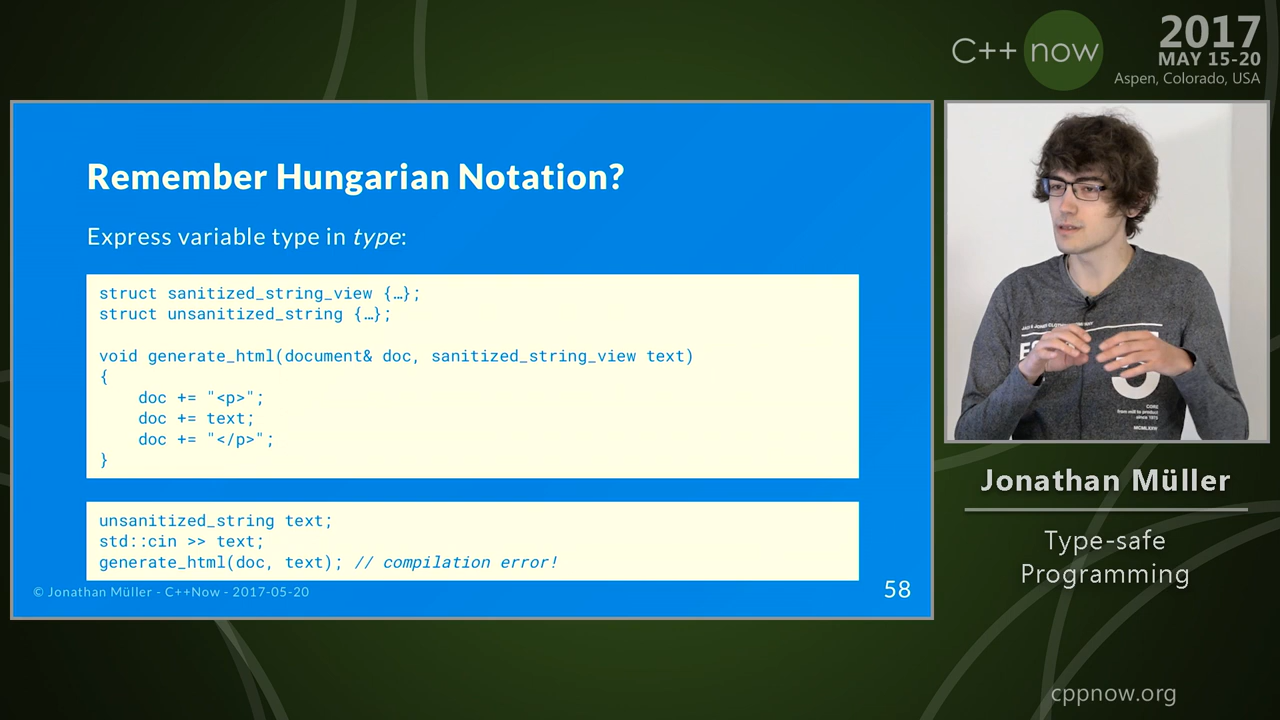 C++ now
2017
MAY 15-20
Aspen, Colorado, USA
Remember Hungarian Notation?
Express variable type in type:
struct sanitized_string_view {…};
struct unsanitized_string {…};
void generate_html(document& doc, sanitized_string_view text)
{
    doc += "<p>";
    doc += text;
    doc += "</p>";
}
unsanitized_string text;
std::cin >> text;
generate_html(doc, text); // compilation error!
© Jonathan Müller - C++Now - 2017-05-20
58
Jonathan Müller
Type-safe
Programming
cppnow.org